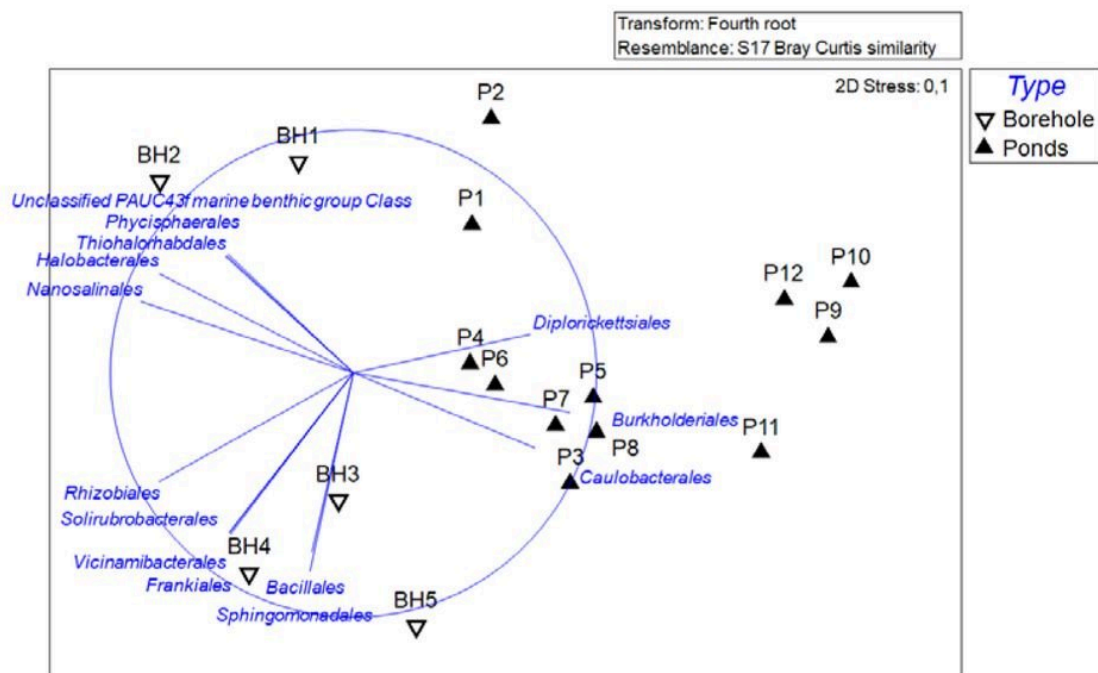 Transform: Fourth root
Resemblance: S17 Bray Curtis similarity
2D Stress: 0,1
Type
Borehole
Ponds
P2
BH1
BH2
Unclassified PAUC43f marine benthic group Class
P1
Phycisphaerales
Thiohalorhabdales
Halobacterales
Nanosalinales
P12
P10
P9
Diplorickettsiales
P4
P6
P5
P7
Burkholderiales
P8
P11
P3
Caulobacterales
BH3
Rhizobiales
Solirubrobacterales
BH4
Vicinamibacterales
Frankiales
Bacillales
BH5
Sphingomonadales